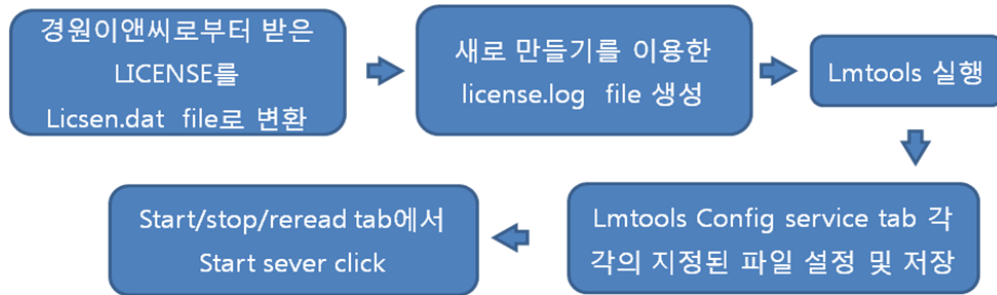 경원이앤씨로부터 받은
LICENSE를
Licsen.dat file로 변환
새로 만들기를 이용한
license.log file 생성
Lmtools 실행
Lmtools Config service tab 각
각의 지정된 파일 설정 및 저장
Start/stop/reread tab에서
Start sever click